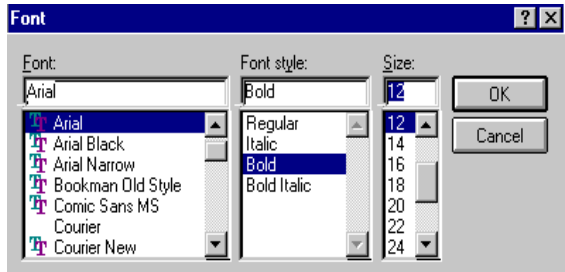 Font
Font:
Arial
Arial
Arial Black
Arial Narrow
Bookman Old Style
Comic Sans MS
Courier
Courier New
Font style:
Bold
Regular
Italic
Bold
Bold Italic
Size:
12
12
14
16
18
20
22
24
OK
Cancel